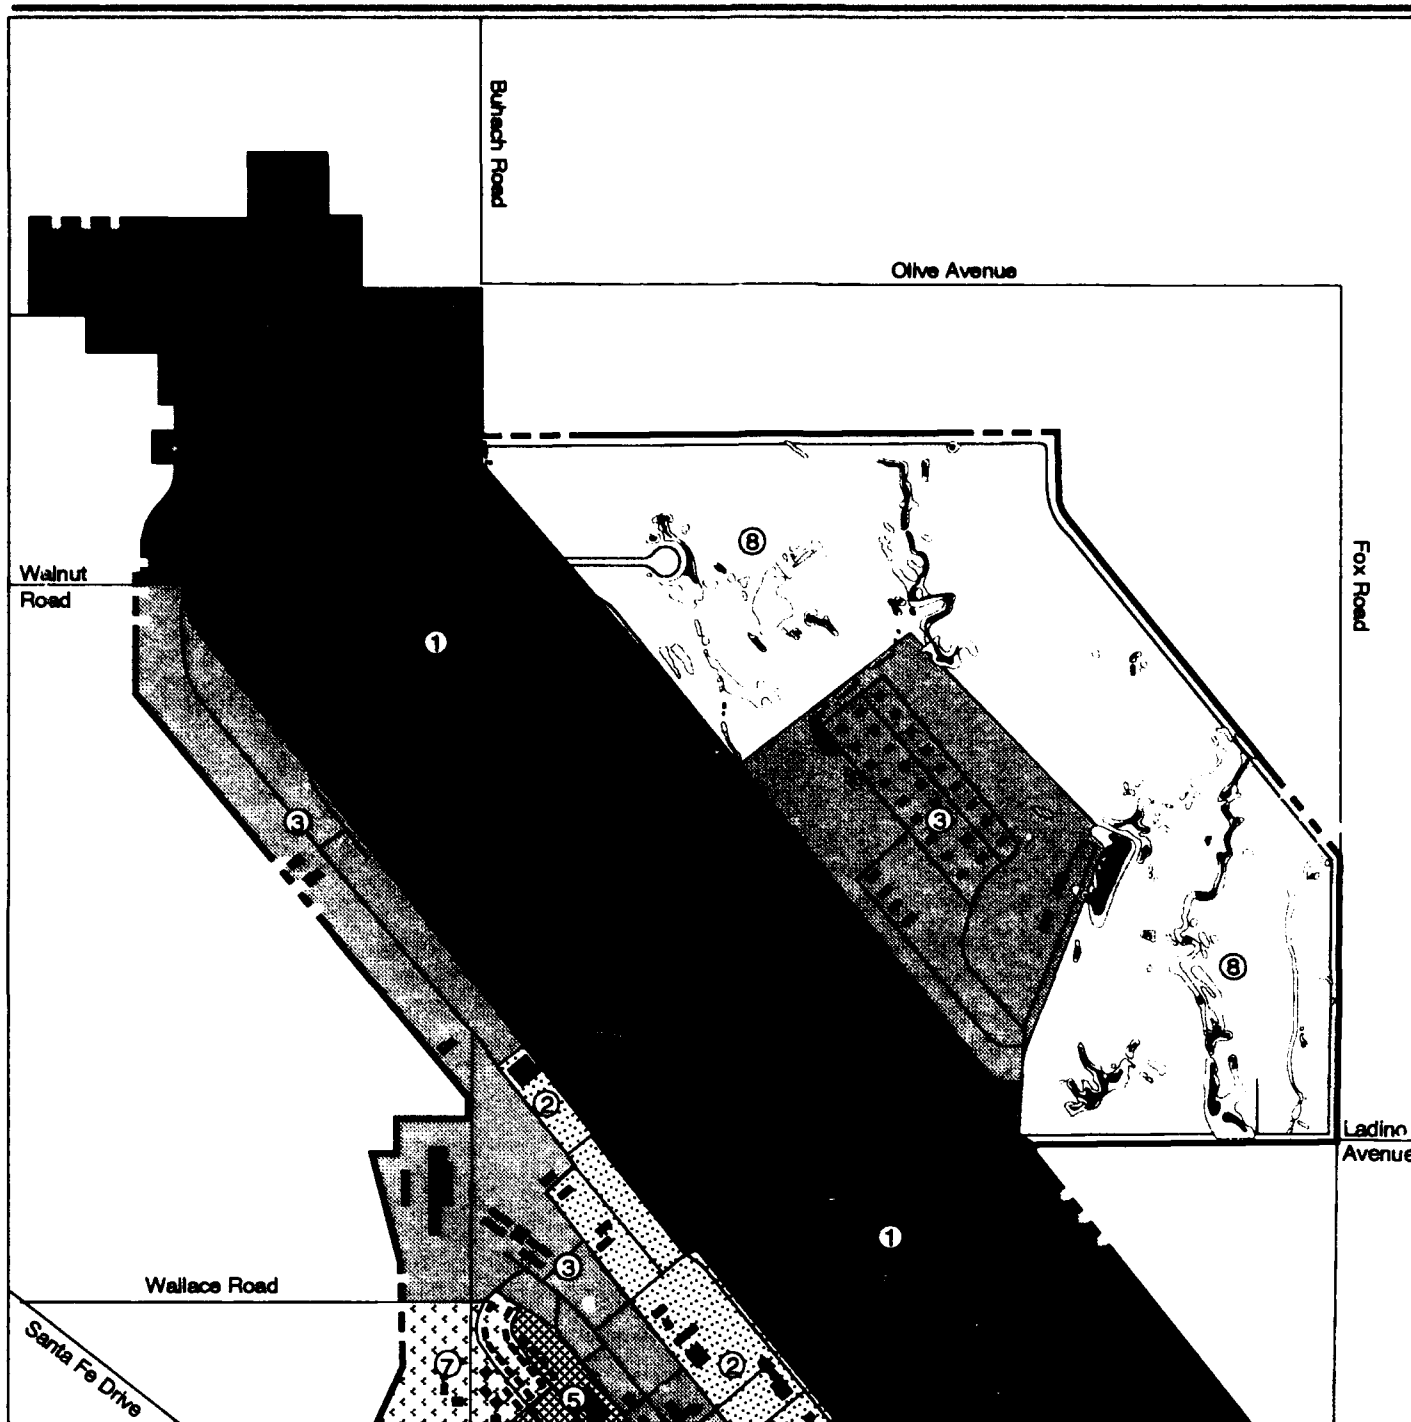 Buhach Road
Olive Avenue
⑧
Fox Road
Walnut
Road
①
③
③
⑧
②
Ladino
Avenue
①
③
Wallace Road
Santa Fe Drive
⑦
②
⑤